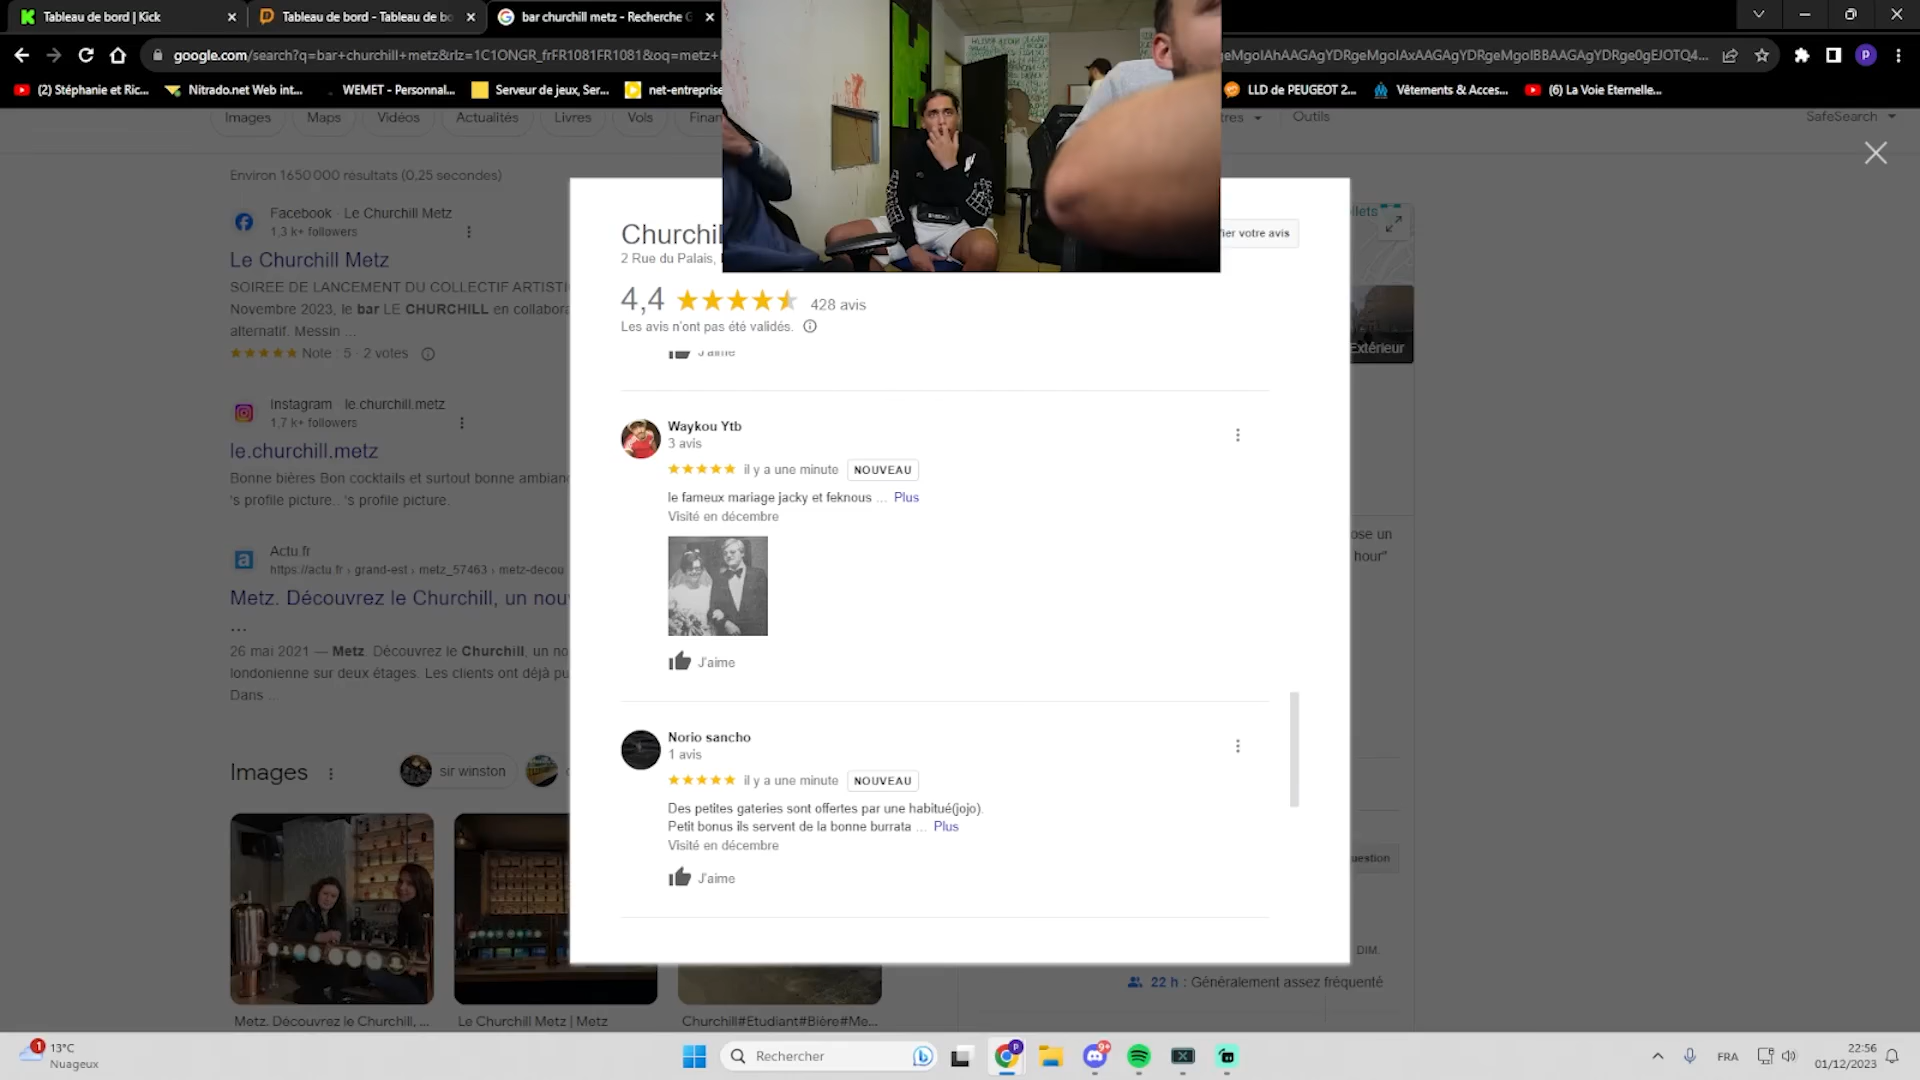 Tableau de bord | Kick
Tableau de bord - Tableau de bo
bar churchill metz - Recherche G
google.com/search?q=bar+churchill+metz&rlz=1C1ONGR_frFR1081FR1081&oq=metz+
(2) Stéphanie et Ric...
Nitrado.net Web int...
WEMET - Personnal...
Serveur de jeux, Ser...
net-entreprise
LLD de PEUGEOT 2...
Vêtements & Acces...
(6) La Voie Eternelle...
Images
Maps
Vidéos
Actualités
Livres
Vols
Finan
Outils
SafeSearch
Environ 1 650 000 résultats (0,25 secondes)
Facebook · Le Churchill Metz
1,3 k+ followers
Le Churchill Metz
SOIREE DE LANCEMENT DU COLLECTIF ARTISTI
Novembre 2023, le bar LE CHURCHILL en collabora
alternatif. Messin ...
Note : 5 · 2 votes
Instagram · le.churchill.metz
1,7 k+ followers
le.churchill.metz
Bonne bières Bon cocktails et surtout bonne ambian
's profile picture.. 's profile picture.
Actu.fr
https://actu.fr › grand-est › metz_57463 › metz-decou
Metz. Découvrez le Churchill, un nou
...
26 mai 2021 — Metz. Découvrez le Churchill, un no
londonienne sur deux étages. Les clients ont déjà pu
Dans ...
Images
sir winston
Metz. Découvrez le Churchill, ...
Le Churchill Metz | Metz
Churchill#Etudiant#Bière#Me...
Churchil
2 Rue du Palais,
ier votre avis
4,4
428 avis
Les avis n'ont pas été validés.
J'aime
Waykou Ytb
3 avis
il y a une minute
NOUVEAU
le fameux mariage jacky et feknous ... Plus
Visité en décembre
J'aime
Norio sancho
1 avis
il y a une minute
NOUVEAU
Des petites gateries sont offertes par une habitué(jojo).
Petit bonus ils servent de la bonne burrata ... Plus
Visité en décembre
J'aime
Extérieur
ose un
hour"
uestion
DIM.
22 h : Généralement assez fréquenté
13°C
Nuageux
Rechercher
FRA
22:56
01/12/2023